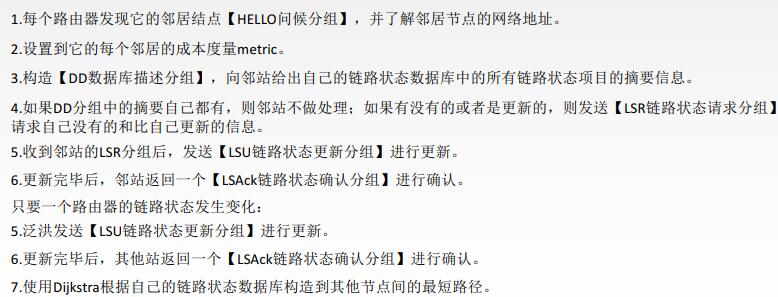 1.每个路由器发现它的邻居结点【HELLO问候分组】，并了解邻居节点的网络地址。
2.设置到它的每个邻居的成本度量metric。
3.构造【DD数据库描述分组】，向邻站给出自己的链路状态数据库中的所有链路状态项目的摘要信息。
4.如果DD分组中的摘要自己都有，则邻站不做处理；如果有没有的或者是更新的，则发送【LSR链路状态请求分组】
请求自己没有的和比自己更新的信息。
5.收到邻站的LSR分组后，发送【LSU链路状态更新分组】进行更新。
6.更新完毕后，邻站返回一个【LSAck链路状态确认分组】进行确认。
只要一个路由器的链路状态发生变化：
5.泛洪发送【LSU链路状态更新分组】进行更新。
6.更新完毕后，其他站返回一个【LSAck链路状态确认分组】进行确认。
7.使用Dijkstra根据自己的链路状态数据库构造到其他节点间的最短路径。